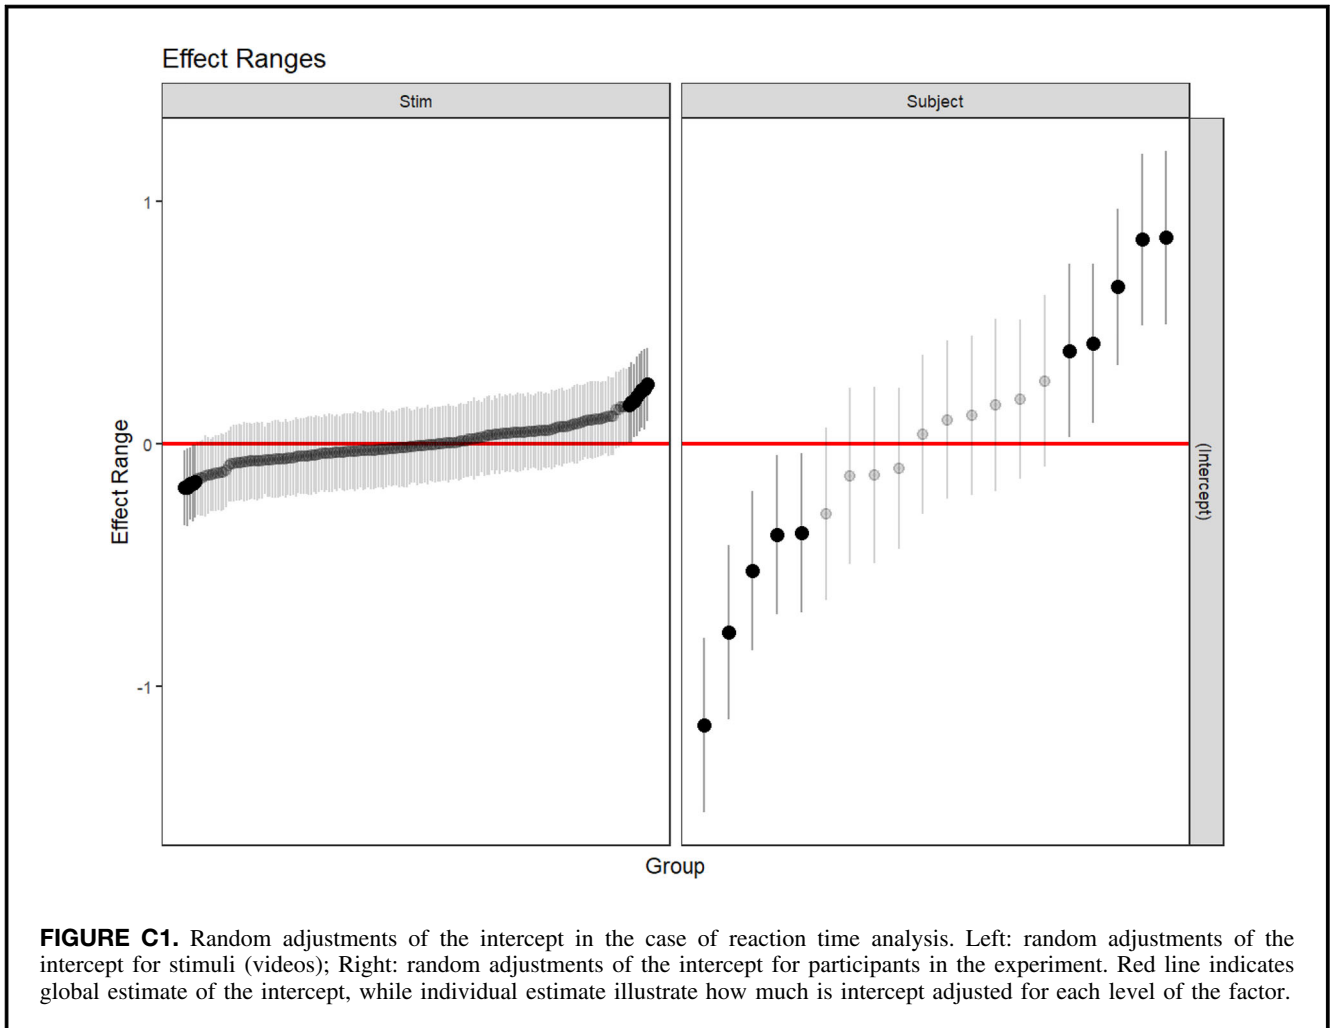 Effect Ranges
Stim
Subject
1
0
-1
Effect Range
(Intercept)
Group
FIGURE C1. Random adjustments of the intercept in the case of reaction time analysis. Left: random adjustments of the
intercept for stimuli (videos); Right: random adjustments of the intercept for participants in the experiment. Red line indicates
global estimate of the intercept, while individual estimate illustrate how much is intercept adjusted for each level of the factor.